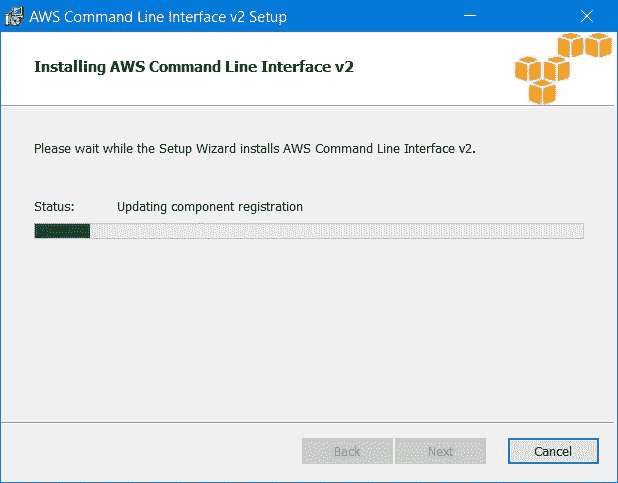 AWS Command Line Interface v2 Setup
Installing AWS Command Line Interface v2
Please wait while the Setup Wizard installs AWS Command Line Interface v2.
Status: Updating component registration
Back Next Cancel